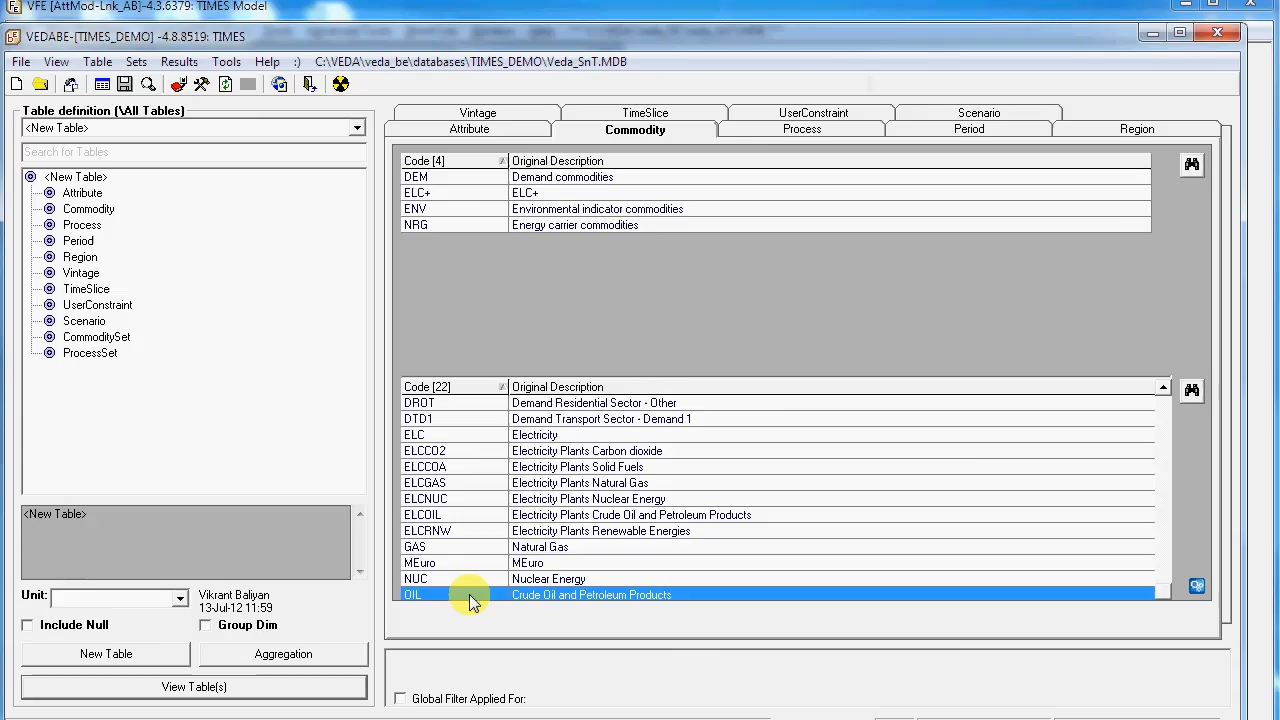 VFE [AttMod-Lnk_AB]-4.3.6379: TIMES Model
VEDABE-[TIMES_DEMO] -4.8.8519: TIMES
File View Table Sets Results Tools Help :) C:\VEDA\veda_be\databases\TIMES_DEMO\Veda_SnT.MDB
Table definition (\All Tables)
<New Table>
Search for Tables
<New Table>
Attribute
Commodity
Process
Period
Region
Vintage
TimeSlice
UserConstraint
Scenario
CommoditySet
ProcessSet
<New Table>
Unit:
Vikrant Baliyan
13-Jul-12 11:59
Include Null
Group Dim
New Table
Aggregation
View Table(s)
Vintage TimeSlice UserConstraint Scenario
Attribute Commodity Process Period Region
Code [4] Original Description
DEM Demand commodities
ELC+ ELC+
ENV Environmental indicator commodities
NRG Energy carrier commodities
Code [22] Original Description
DROT Demand Residential Sector - Other
DTD1 Demand Transport Sector - Demand 1
ELC Electricity
ELCCO2 Electricity Plants Carbon dioxide
ELCCOA Electricity Plants Solid Fuels
ELCGAS Electricity Plants Natural Gas
ELCNUC Electricity Plants Nuclear Energy
ELCOIL Electricity Plants Crude Oil and Petroleum Products
ELCRNW Electricity Plants Renewable Energies
GAS Natural Gas
MEuro MEuro
NUC Nuclear Energy
OIL Crude Oil and Petroleum Products
Global Filter Applied For: